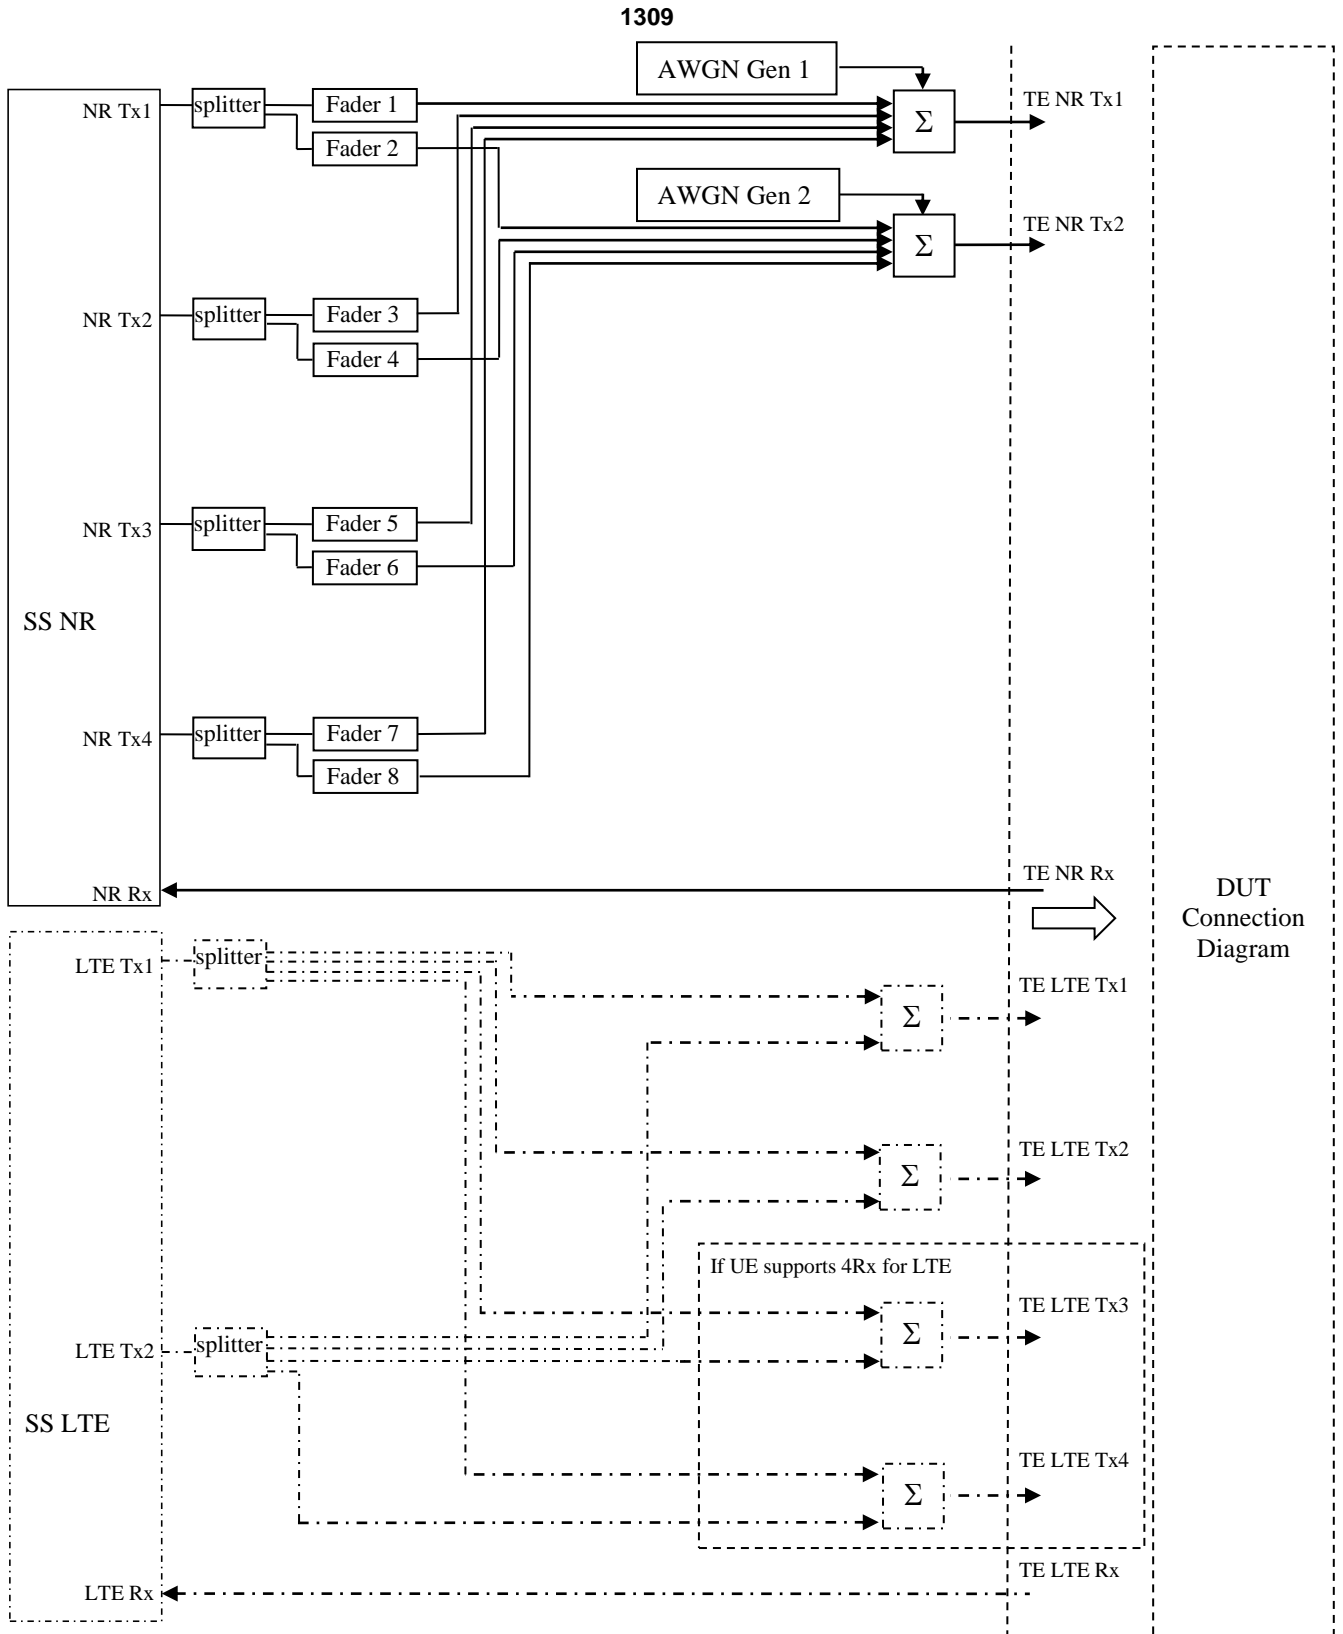 1309
AWGN Gen 1
NR Tx1
splitter
Fader 1
Σ
TE NR Tx1
Fader 2
AWGN Gen 2
Σ
TE NR Tx2
NR Tx2
splitter
Fader 3
Fader 4
NR Tx3
splitter
Fader 5
Fader 6
SS NR
NR Tx4
splitter
Fader 7
Fader 8
NR Rx
TE NR Rx
DUT
Connection
Diagram
LTE Tx1
splitter
Σ
TE LTE Tx1
Σ
TE LTE Tx2
If UE supports 4Rx for LTE
LTE Tx2
splitter
Σ
TE LTE Tx3
SS LTE
Σ
TE LTE Tx4
LTE Rx
TE LTE Rx